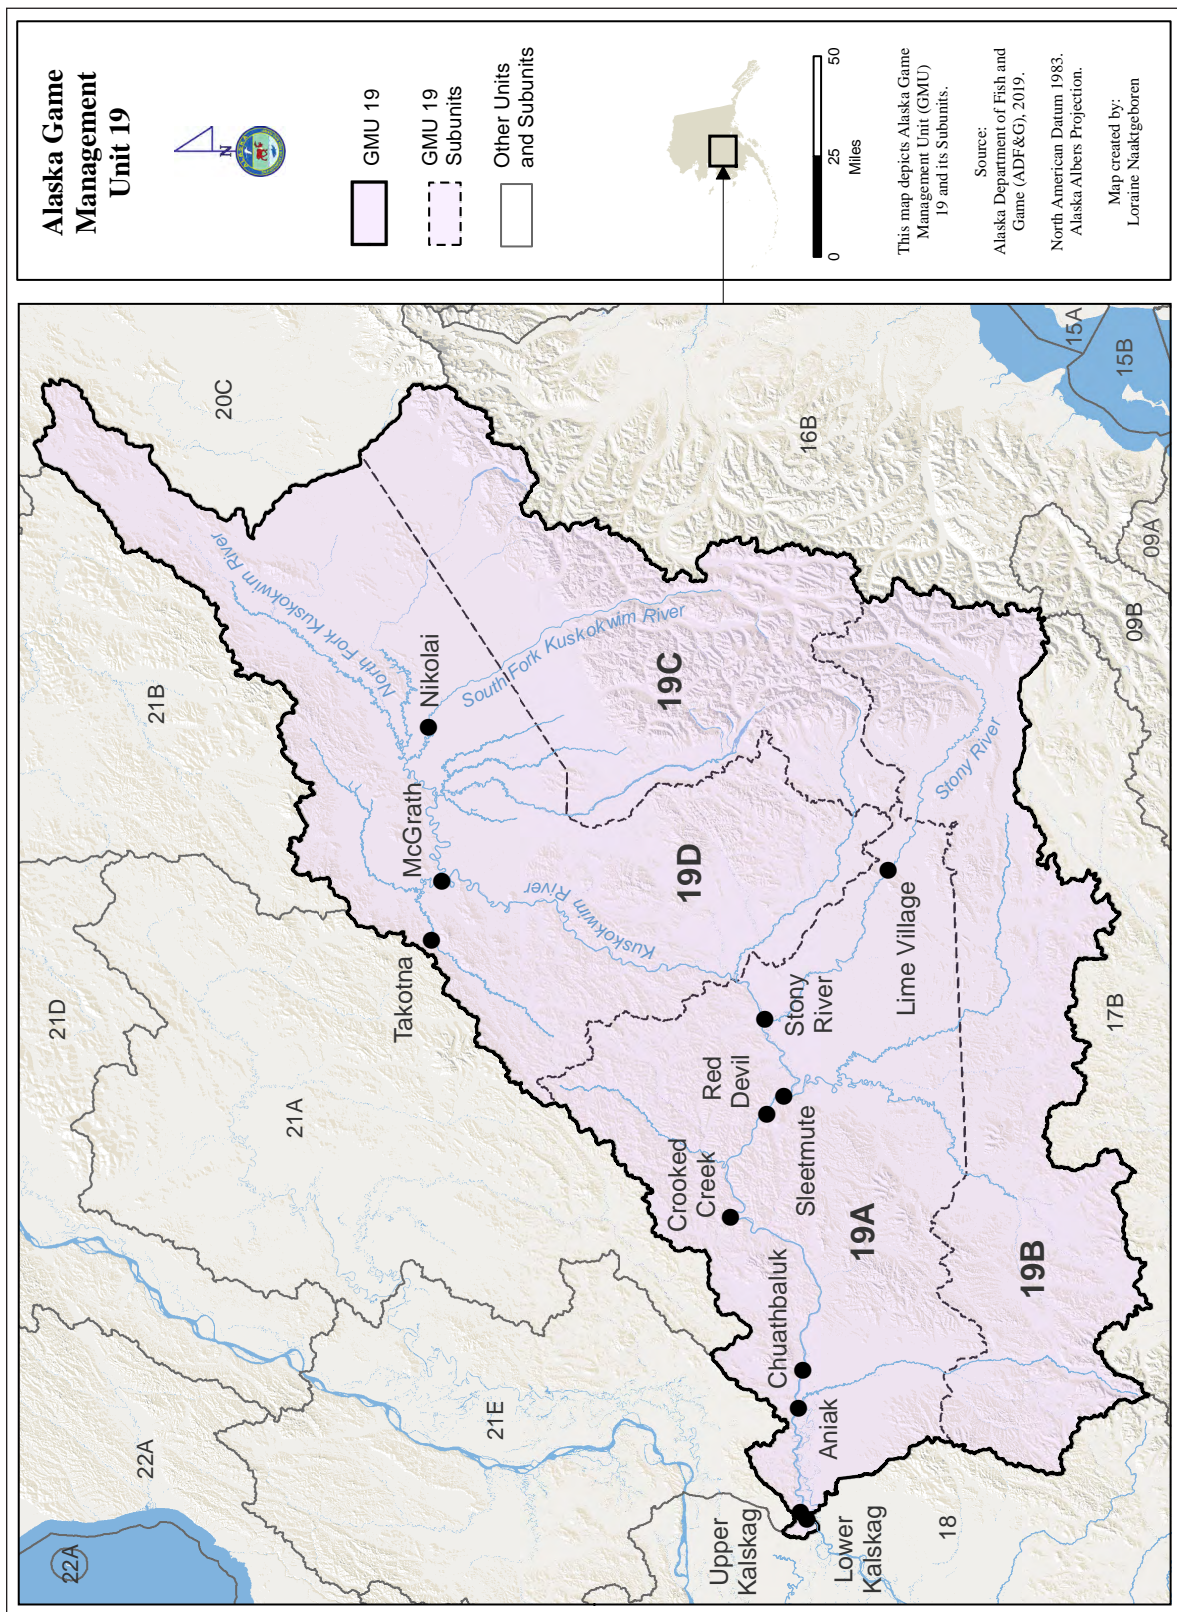 Alaska Game
Management
Unit 19
N
GMU 19
GMU 19
Subunits
Other Units
and Subunits
0
25
50
Miles
This map depicts Alaska Game
Management Unit (GMU)
19 and its Subunits.
Source:
Alaska Department of Fish and
Game (ADF&G), 2019.
North American Datum 1983.
Alaska Albers Projection.
Map created by:
Loraine Naaktgeboren
22A
22A
21D
21B
20C
21A
21E
North Fork Kuskokwim River
Nikolai
South Fork Kuskokwim River
McGrath
Takotna
19C
16B
15A
15B
19D
Kuskokwim River
Stony River
09A
09B
Lime Village
Stony
River
Red
Devil
Sleetmute
Crooked
Creek
19A
17B
19B
Chuathbaluk
Aniak
Upper
Kalskag
Lower
Kalskag
18